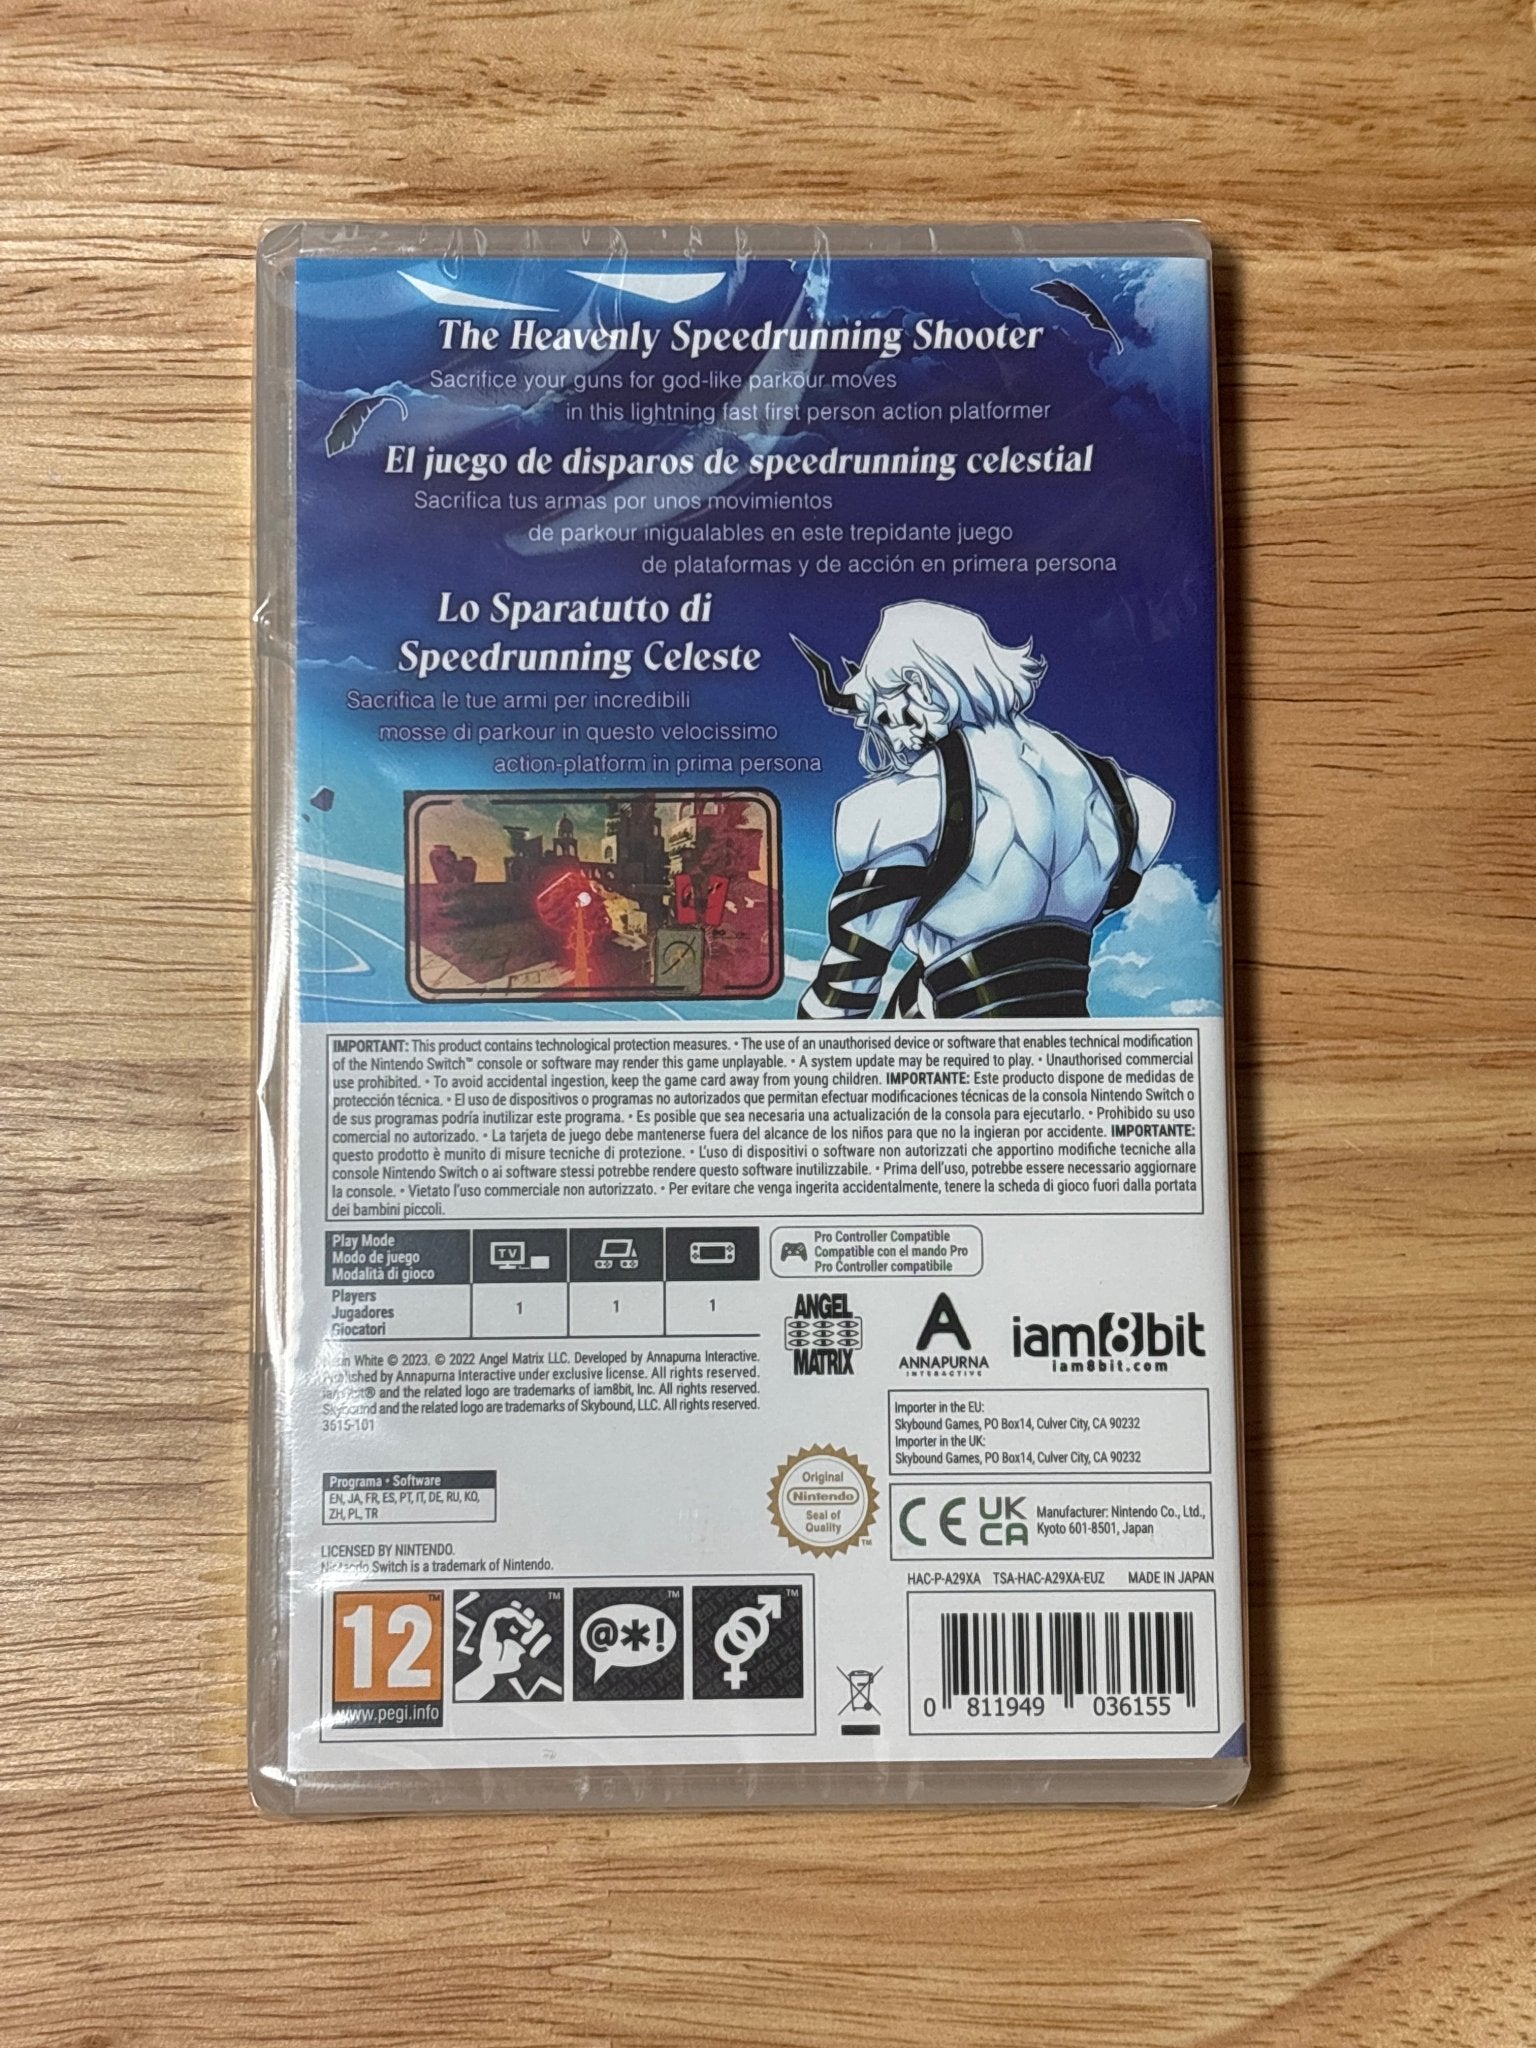 The Heavenly Speedrunning Shooter
Sacrifice your guns for god-like parkour moves
in this lightning fast first person action platformer
El juego de disparos de speedrunning celestial
Sacrifica tus armas por unos movimientos
de parkour inigualables en este trepidante juego
de plataformas y de acción en primera persona
Lo Sparatutto di
Speedrunning Celeste
Sacrifica le tue armi per incredibili
mosse di parkour in questo velocissimo
action-platform in prima persona
IMPORTANT: This product contains technological protection measures. • The use of an unauthorised device or software that enables technical modification
of the Nintendo Switch™ console or software may render this game unplayable. • A system update may be required to play. • Unauthorised commercial
use prohibited. • To avoid accidental ingestion, keep the game card away from young children. IMPORTANTE: Este producto dispone de medidas de
protección técnica. • El uso de dispositivos o programas no autorizados que permitan efectuar modificaciones técnicas de la consola Nintendo Switch o
de sus programas podría inutilizar este programa. • Es posible que sea necesaria una actualización de la consola para ejecutarlo. • Prohibido su uso
comercial no autorizado. • La tarjeta de juego debe mantenerse fuera del alcance de los niños para que no la ingieran por accidente. IMPORTANTE:
questo prodotto è munito di misure tecniche di protezione. • L'uso di dispositivi o software non autorizzati che apportino modifiche tecniche alla
console Nintendo Switch o ai software stessi potrebbe rendere questo software inutilizzabile. • Prima dell'uso, potrebbe essere necessario aggiornare
la console. • Vietato l'uso commerciale non autorizzato. • Per evitare che venga ingerita accidentalmente, tenere la scheda di gioco fuori dalla portata
dei bambini piccoli.
Play Mode
Modo de juego
Modalità di gioco
TV
Players
Jugadores
Giocatori
1
1
1
Pro Controller Compatible
Compatible con el mando Pro
Pro Controller compatibile
ANGEL
MATRIX
ANNAPURNA
INTERACTIVE
iam8bit
iam8bit.com
White © 2023. © 2022 Angel Matrix LLC. Developed by Annapurna Interactive.
Published by Annapurna Interactive under exclusive license. All rights reserved.
iam8bit® and the related logo are trademarks of iam8bit, Inc. All rights reserved.
Skybound and the related logo are trademarks of Skybound, LLC. All rights reserved.
3615-101
Importer in the EU:
Skybound Games, PO Box14, Culver City, CA 90232
Importer in the UK:
Skybound Games, PO Box14, Culver City, CA 90232
Programa • Software
EN, JA, FR, ES, PT, IT, DE, RU, KO,
ZH, PL, TR
Original
Nintendo
Seal of
Quality
TM
CE UK
CA
Manufacturer: Nintendo Co., Ltd.,
Kyoto 601-8501, Japan
LICENSED BY NINTENDO.
Nintendo Switch is a trademark of Nintendo.
HAC-P-A29XA TSA-HAC-A29XA-EUZ MADE IN JAPAN
12
TM
www.pegi.info
TM
@*!
TM
TM
0 811949 036155